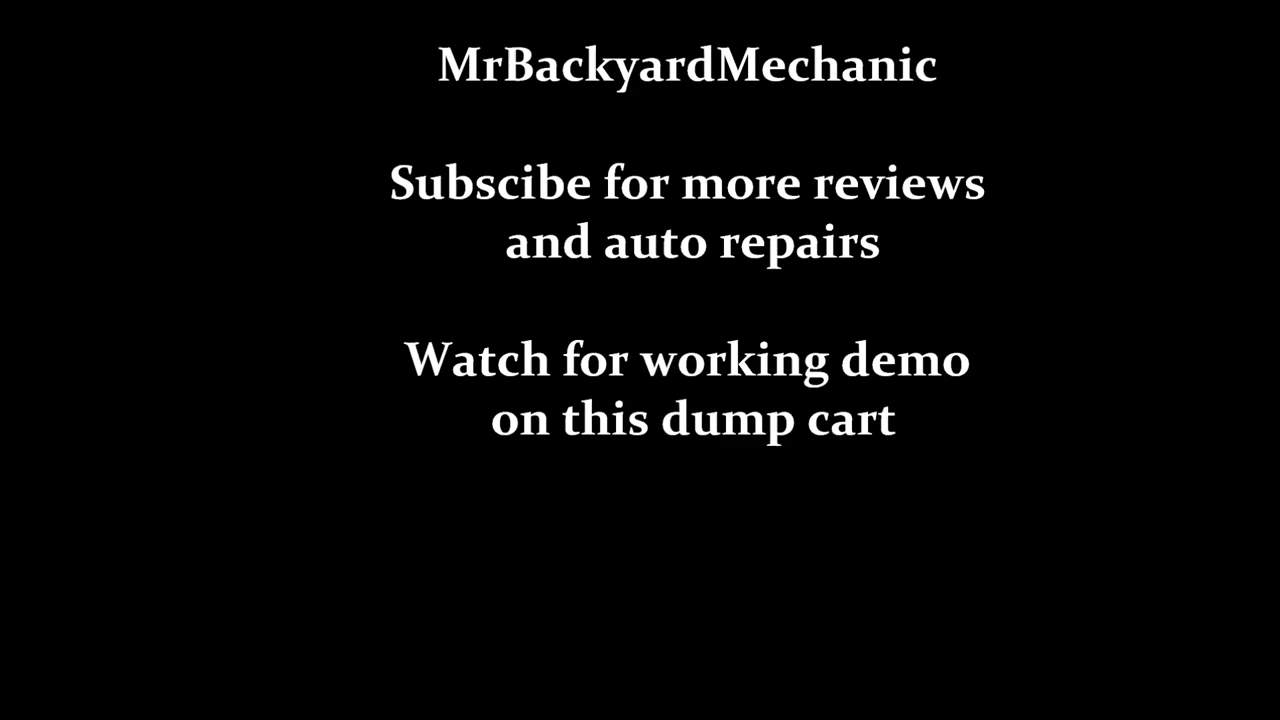 MrBackyardMechanic
Subscibe for more reviews
and auto repairs
Watch for working demo
on this dump cart